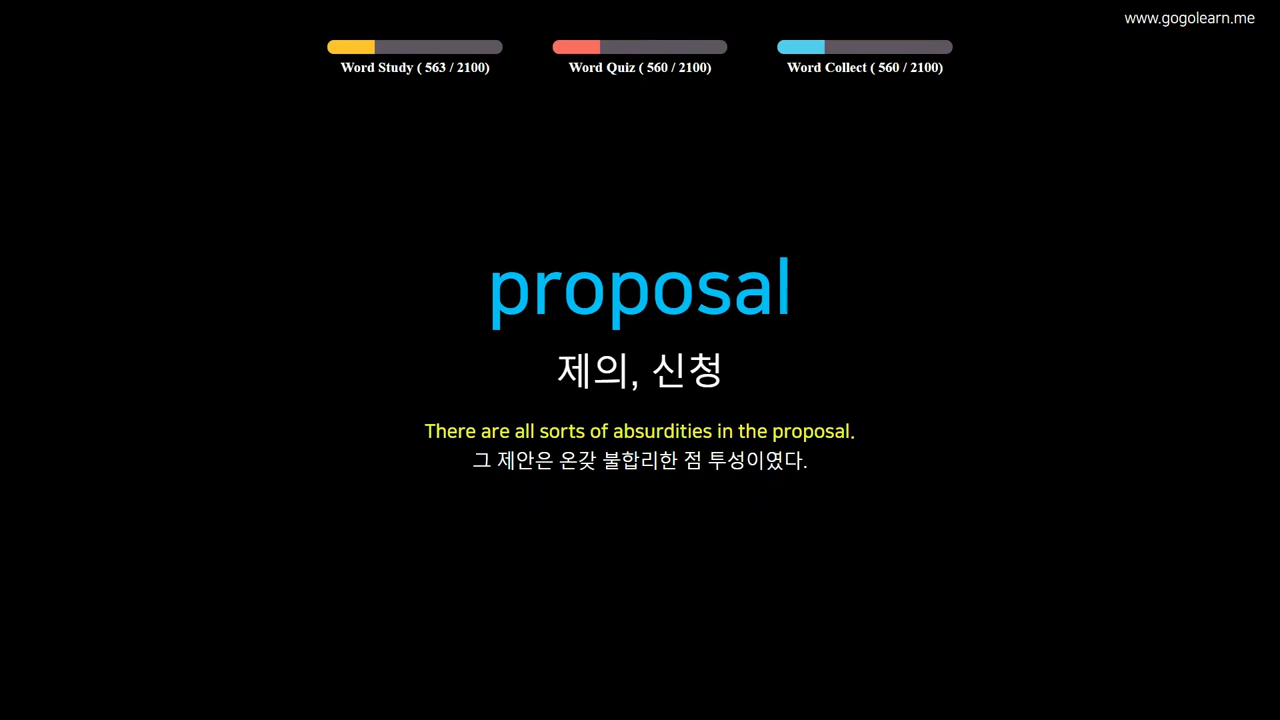 www.gogolearn.me
Word Study ( 563 / 2100)
Word Quiz ( 560 / 2100)
Word Collect ( 560 / 2100)
proposal
제의, 신청
There are all sorts of absurdities in the proposal.
그 제안은 온갖 불합리한 점 투성이였다.